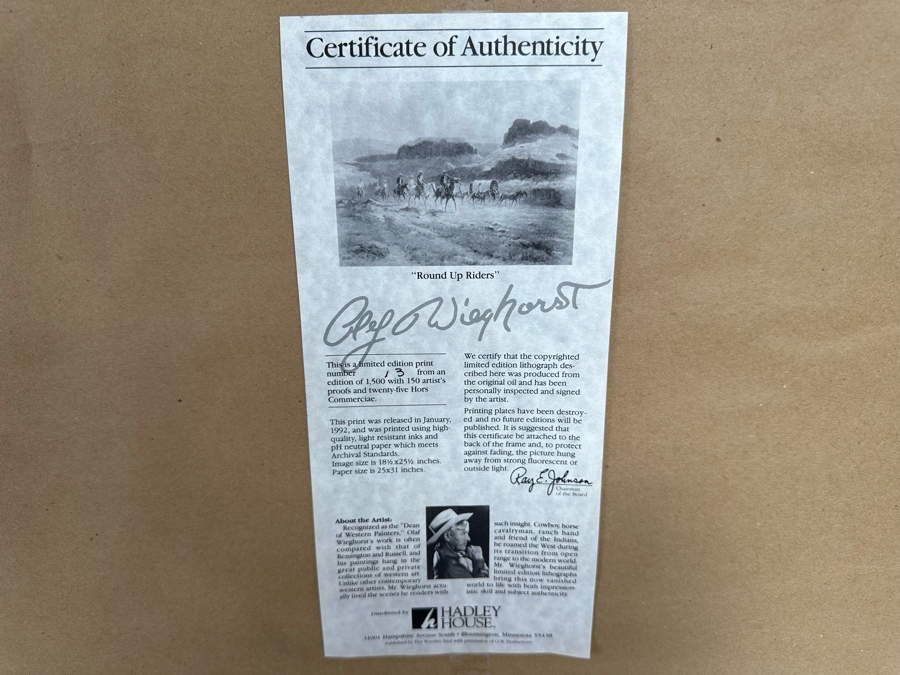 Certificate of Authenticity
"Round Up Riders"
Olaf Wieghorst
This is a limited edition print
number 13 from an
edition of 1,500 with 150 artist's
proofs and twenty-five Hors
Commerciae.
This print was released in January,
1992, and was printed using high-
quality, light resistant inks and
pH neutral paper which meets
Archival Standards.
Image size is 18½x25½ inches.
Paper size is 25x31 inches.
We certify that the copyrighted
limited edition lithograph des-
cribed here was produced from
the original oil and has been
personally inspected and signed
by the artist.
Printing plates have been destroy-
ed and no future editions will be
published. It is suggested that
this certificate be attached to the
back of the frame and, to protect
against fading, the picture hung
away from strong fluorescent or
outside light.
Ray E. Johnson
Chairman
of the Board
About the Artist:
Recognized as the "Dean
of Western Painters," Olaf
Wieghorst's work is often
compared with that of
Remington and Russell, and
his paintings hang in the
great public and private
collections of western art.
Unlike other contemporary
western artists, Mr. Wieghorst actu-
ally lived the scenes he renders with
such insight. Cowboy, horse
cavalryman, ranch hand
and friend of the Indians,
he roamed the West during
its transition from open
range to the modern world.
Mr. Wieghorst's beautiful
limited edition lithographs
bring this now vanished
world to life with both impression-
istic skill and subject authenticity.
Distributed by
h HADLEY
HOUSE
11001 Hampshire Avenue South • Bloomington, Minnesota 55438